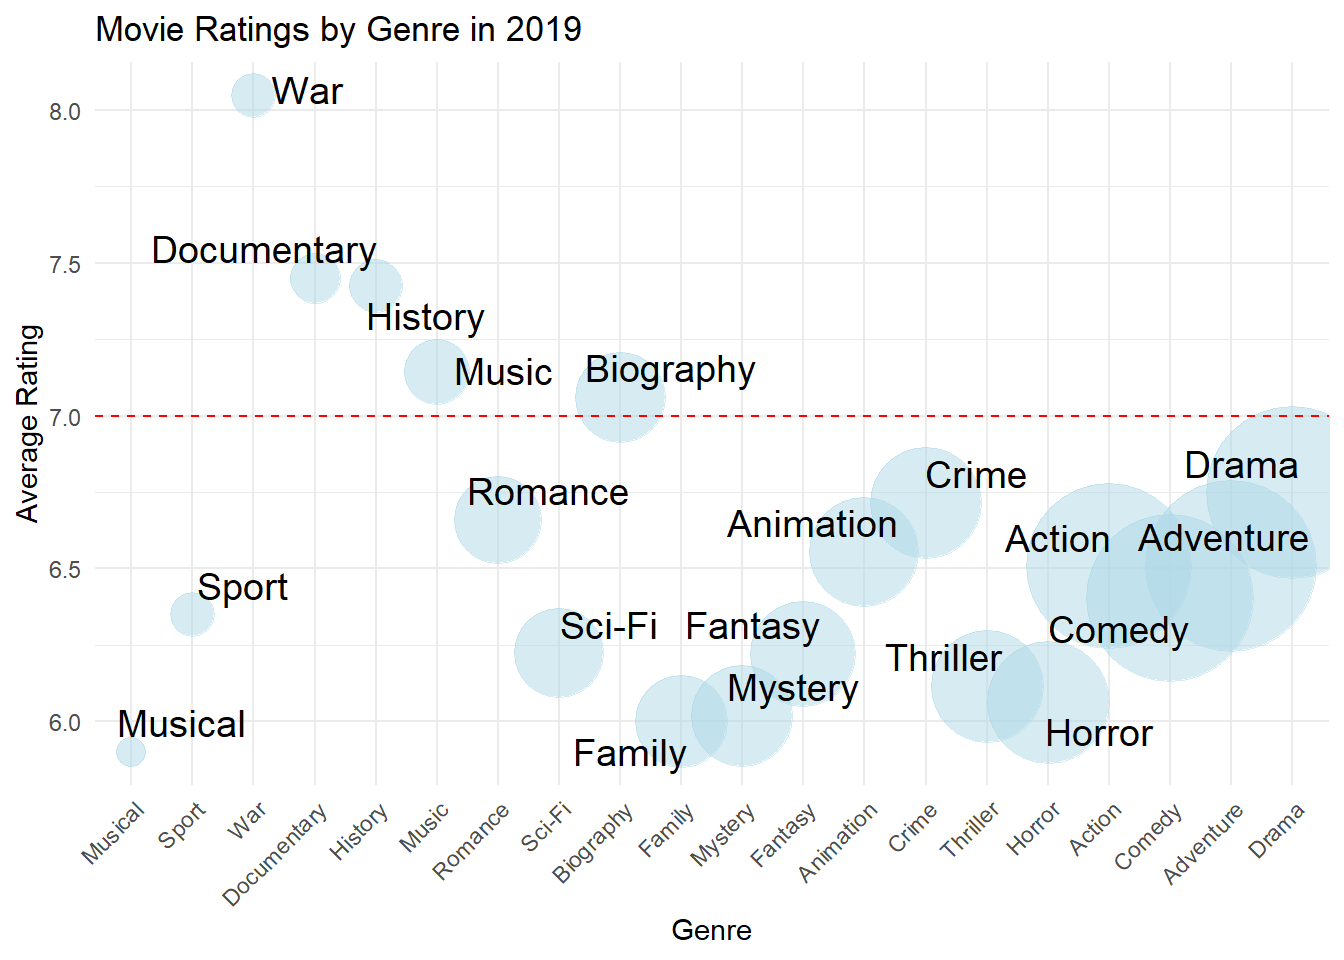 Movie Ratings by Genre in 2019
Average Rating
8.0
7.5
7.0
6.5
6.0
War
Documentary
History
Music
Biography
Romance
Crime
Drama
Animation
Action
Adventure
Sport
Sci-Fi
Fantasy
Comedy
Thriller
Mystery
Musical
Family
Horror
Musical
Sport
War
Documentary
History
Music
Romance
Sci-Fi
Biography
Family
Mystery
Fantasy
Animation
Crime
Thriller
Horror
Action
Comedy
Adventure
Drama
Genre